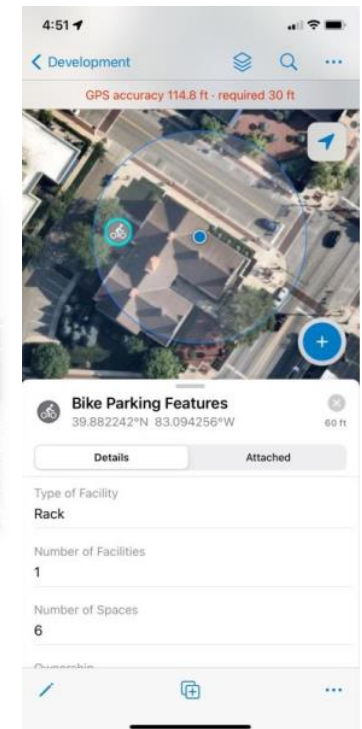 4:51
Development
GPS accuracy 114.8 ft · required 30 ft
Bike Parking Features
39.882242°N 83.094256°W
60 ft
Details Attached
Type of Facility
Rack
Number of Facilities
1
Number of Spaces
6
Ownership